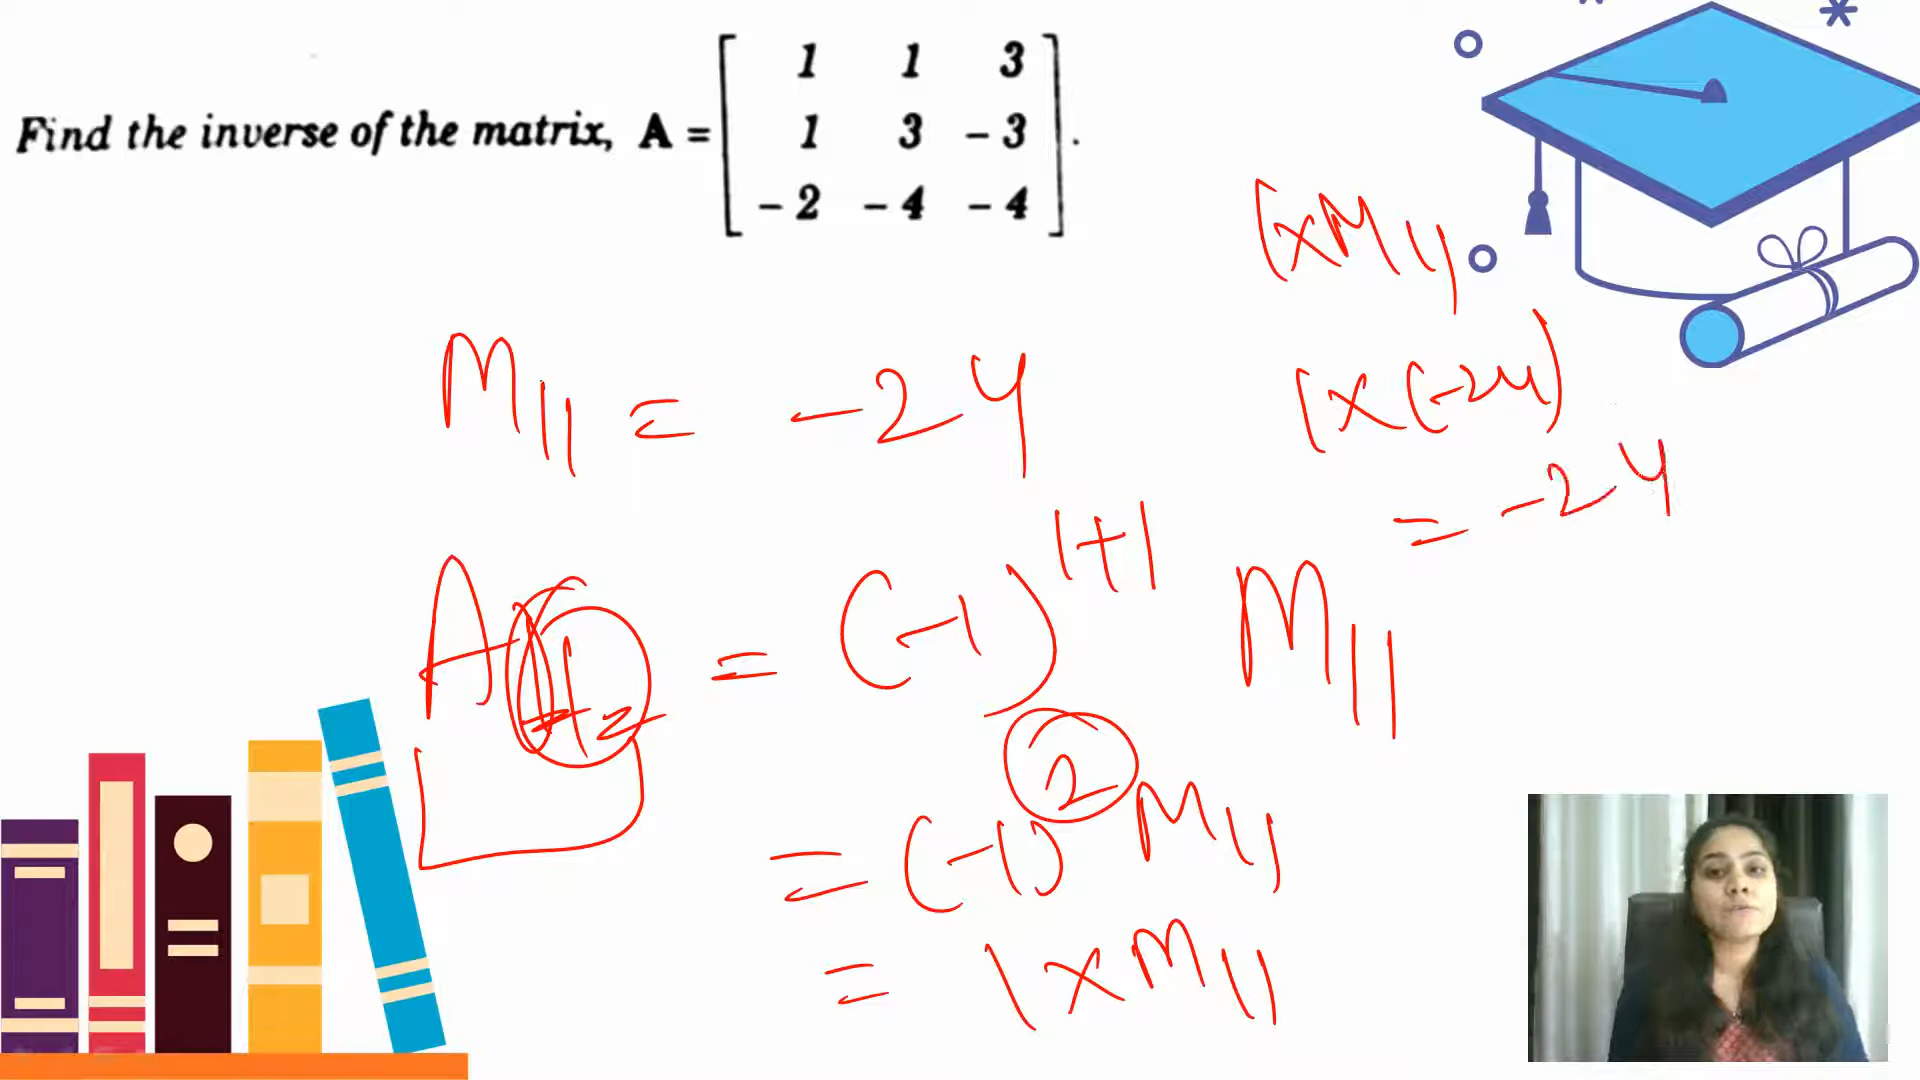 Find the inverse of the matrix, A = [ 1 1 3
1 3 -3
-2 -4 -4 ].
1×M11
M11 = -24
1×(-24)
= -24
= (-1)^1+1 M11
= (-1)^2 M11
= 1×M11